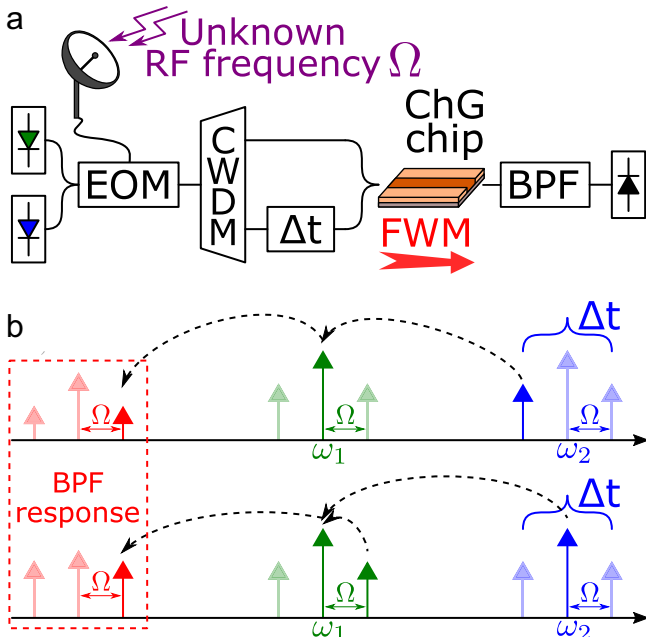 a
Unknown
RF frequency Ω
ChG
chip
C
W
D
M
EOM
Δt
BPF
FWM
b
Δt
Ω
Ω
Ω
ω1
ω2
BPF
response
Δt
Ω
Ω
Ω
ω1
ω2